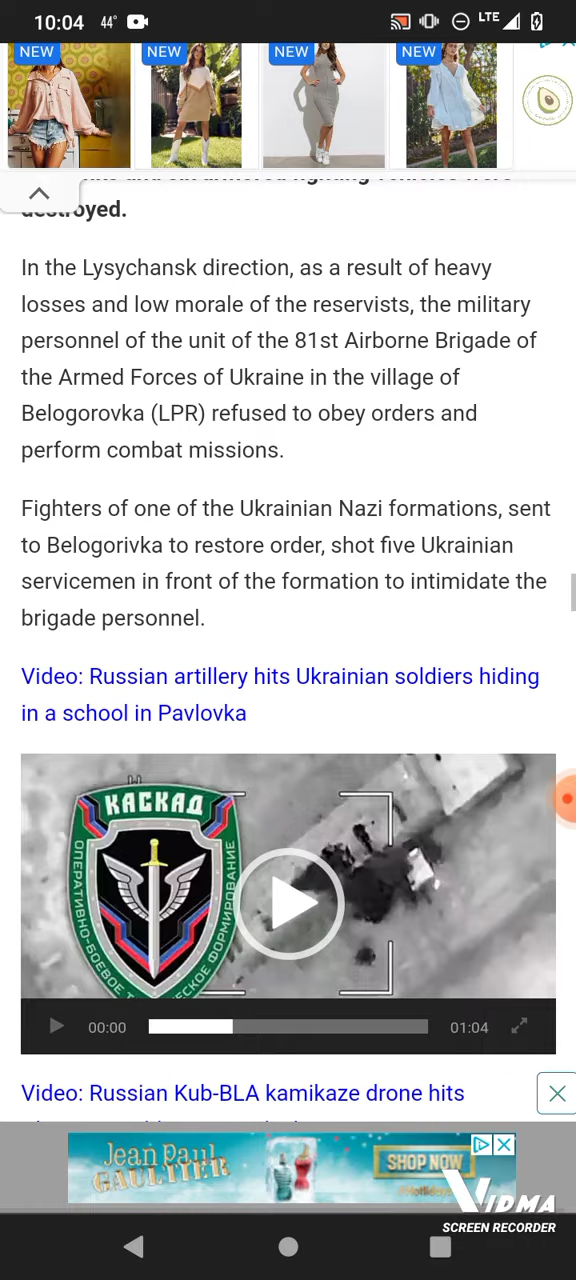 10:04 44° LTE
NEW NEW NEW NEW
destroyed.
In the Lysychansk direction, as a result of heavy
losses and low morale of the reservists, the military
personnel of the unit of the 81st Airborne Brigade of
the Armed Forces of Ukraine in the village of
Belogorovka (LPR) refused to obey orders and
perform combat missions.
Fighters of one of the Ukrainian Nazi formations, sent
to Belogorivka to restore order, shot five Ukrainian
servicemen in front of the formation to intimidate the
brigade personnel.
Video: Russian artillery hits Ukrainian soldiers hiding
in a school in Pavlovka
КАСКАД
ОПЕРАТИВНО-БОЕВОЕ
ФОРМИРОВАНИЕ
00:00 01:04
Video: Russian Kub-BLA kamikaze drone hits
Jean Paul
GAULTIER
SHOP NOW
VIDMA
SCREEN RECORDER